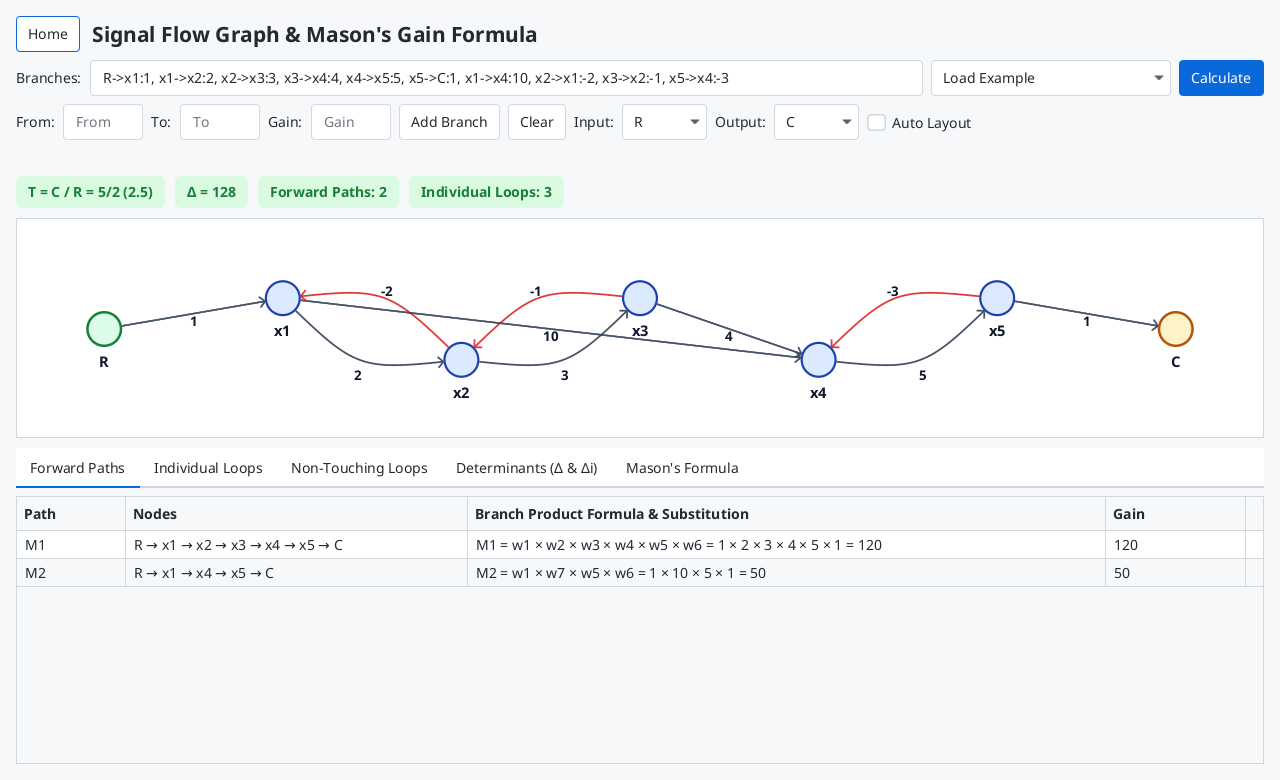 Home
Signal Flow Graph & Mason's Gain Formula
Branches: R->x1:1, x1->x2:2, x2->x3:3, x3->x4:4, x4->x5:5, x5->C:1, x1->x4:10, x2->x1:-2, x3->x2:-1, x5->x4:-3 Load Example Calculate
From: From To: To Gain: Gain Add Branch Clear Input: R Output: C Auto Layout
T = C / R = 5/2 (2.5) Δ = 128 Forward Paths: 2 Individual Loops: 3
-2 -1 -3
1 x1 10 x3 4 x5 1
R 2 3 5 C
x2 x4
Forward Paths Individual Loops Non-Touching Loops Determinants (Δ & Δi) Mason's Formula
Path Nodes Branch Product Formula & Substitution Gain
M1 R → x1 → x2 → x3 → x4 → x5 → C M1 = w1 × w2 × w3 × w4 × w5 × w6 = 1 × 2 × 3 × 4 × 5 × 1 = 120 120
M2 R → x1 → x4 → x5 → C M2 = w1 × w7 × w5 × w6 = 1 × 10 × 5 × 1 = 50 50